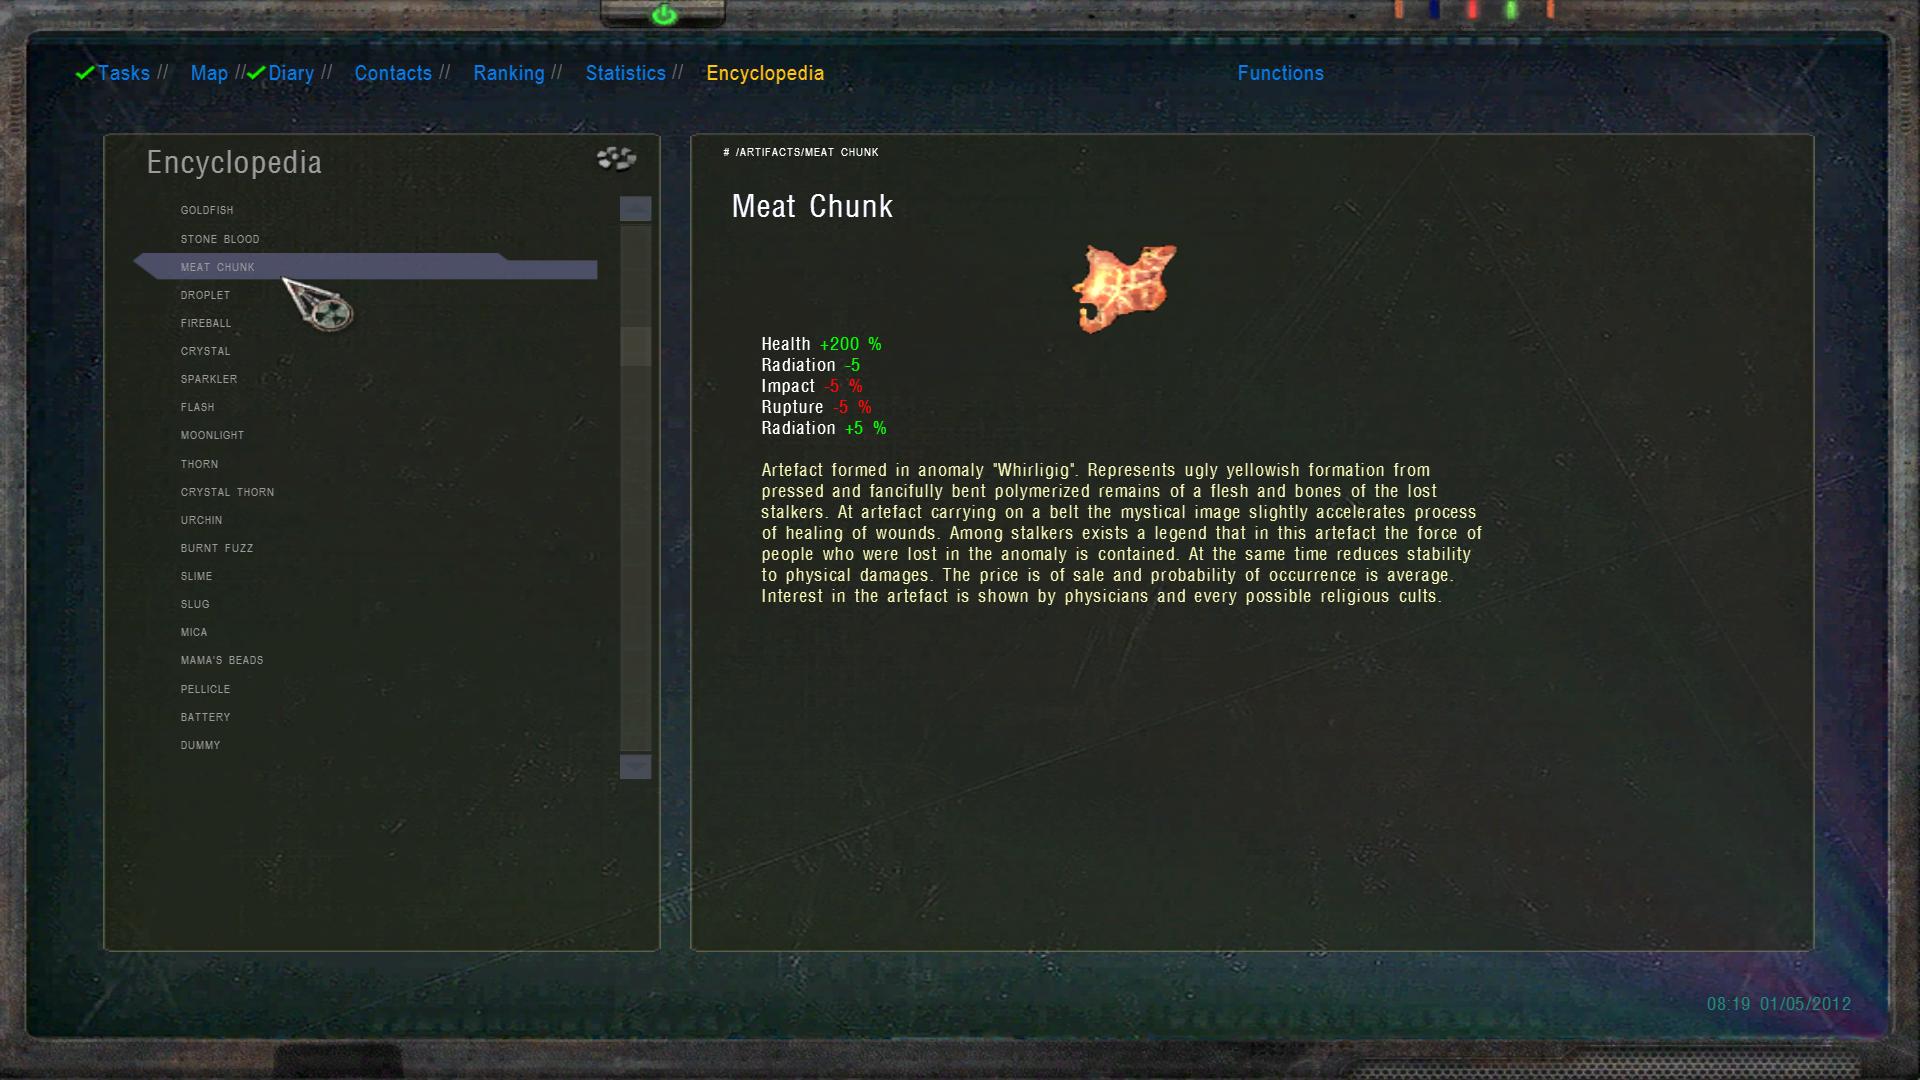 Tasks // Map // Diary // Contacts // Ranking // Statistics // Encyclopedia Functions
Encyclopedia
GOLDFISH
STONE BLOOD
MEAT CHUNK
DROPLET
FIREBALL
CRYSTAL
SPARKLER
FLASH
MOONLIGHT
THORN
CRYSTAL THORN
URCHIN
BURNT FUZZ
SLIME
SLUG
MICA
MAMA'S BEADS
PELLICLE
BATTERY
DUMMY
# /ARTIFACTS/MEAT CHUNK
Meat Chunk
Health +200 %
Radiation -5
Impact -5 %
Rupture -5 %
Radiation +5 %
Artefact formed in anomaly "Whirligig". Represents ugly yellowish formation from
pressed and fancifully bent polymerized remains of a flesh and bones of the lost
stalkers. At artefact carrying on a belt the mystical image slightly accelerates process
of healing of wounds. Among stalkers exists a legend that in this artefact the force of
people who were lost in the anomaly is contained. At the same time reduces stability
to physical damages. The price is of sale and probability of occurrence is average.
Interest in the artefact is shown by physicians and every possible religious cults.
08:19 01/05/2012